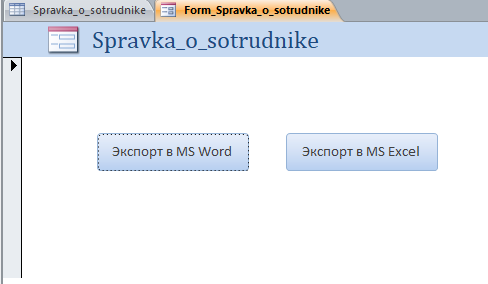 Spravka_o_sotrudnike Form_Spravka_o_sotrudnike
Spravka_o_sotrudnike
Экспорт в MS Word Экспорт в MS Excel